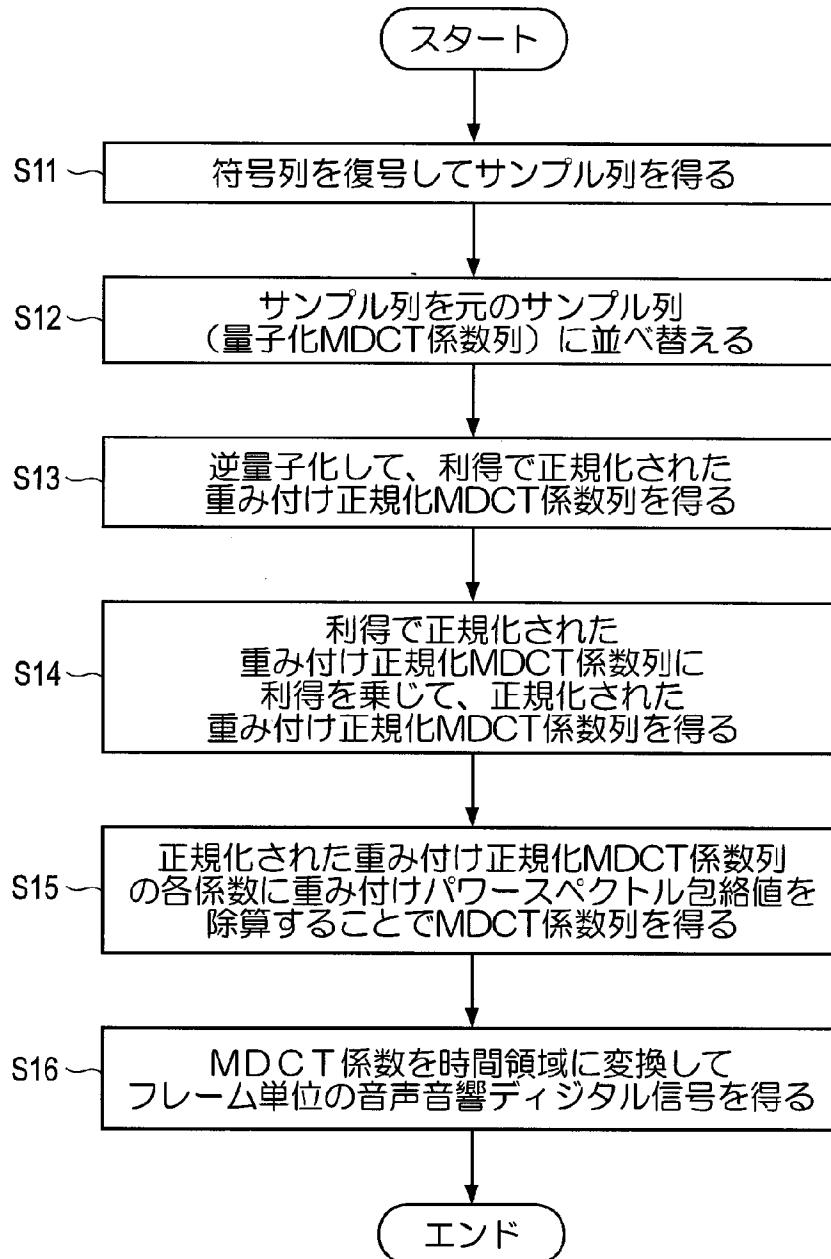 スタート
S11
符号列を復号してサンプル列を得る
S12
サンプル列を元のサンプル列
(量子化MDCT係数列)に並べ替える
S13
逆量子化して、利得で正規化された
重み付け正規化MDCT係数列を得る
S14
利得で正規化された
重み付け正規化MDCT係数列に
利得を乗じて、正規化された
重み付け正規化MDCT係数列を得る
S15
正規化された重み付け正規化MDCT係数列
の各係数に重み付けパワースペクトル包絡値を
除算することでMDCT係数列を得る
S16
MDCT係数を時間領域に変換して
フレーム単位の音声音響ディジタル信号を得る
エンド